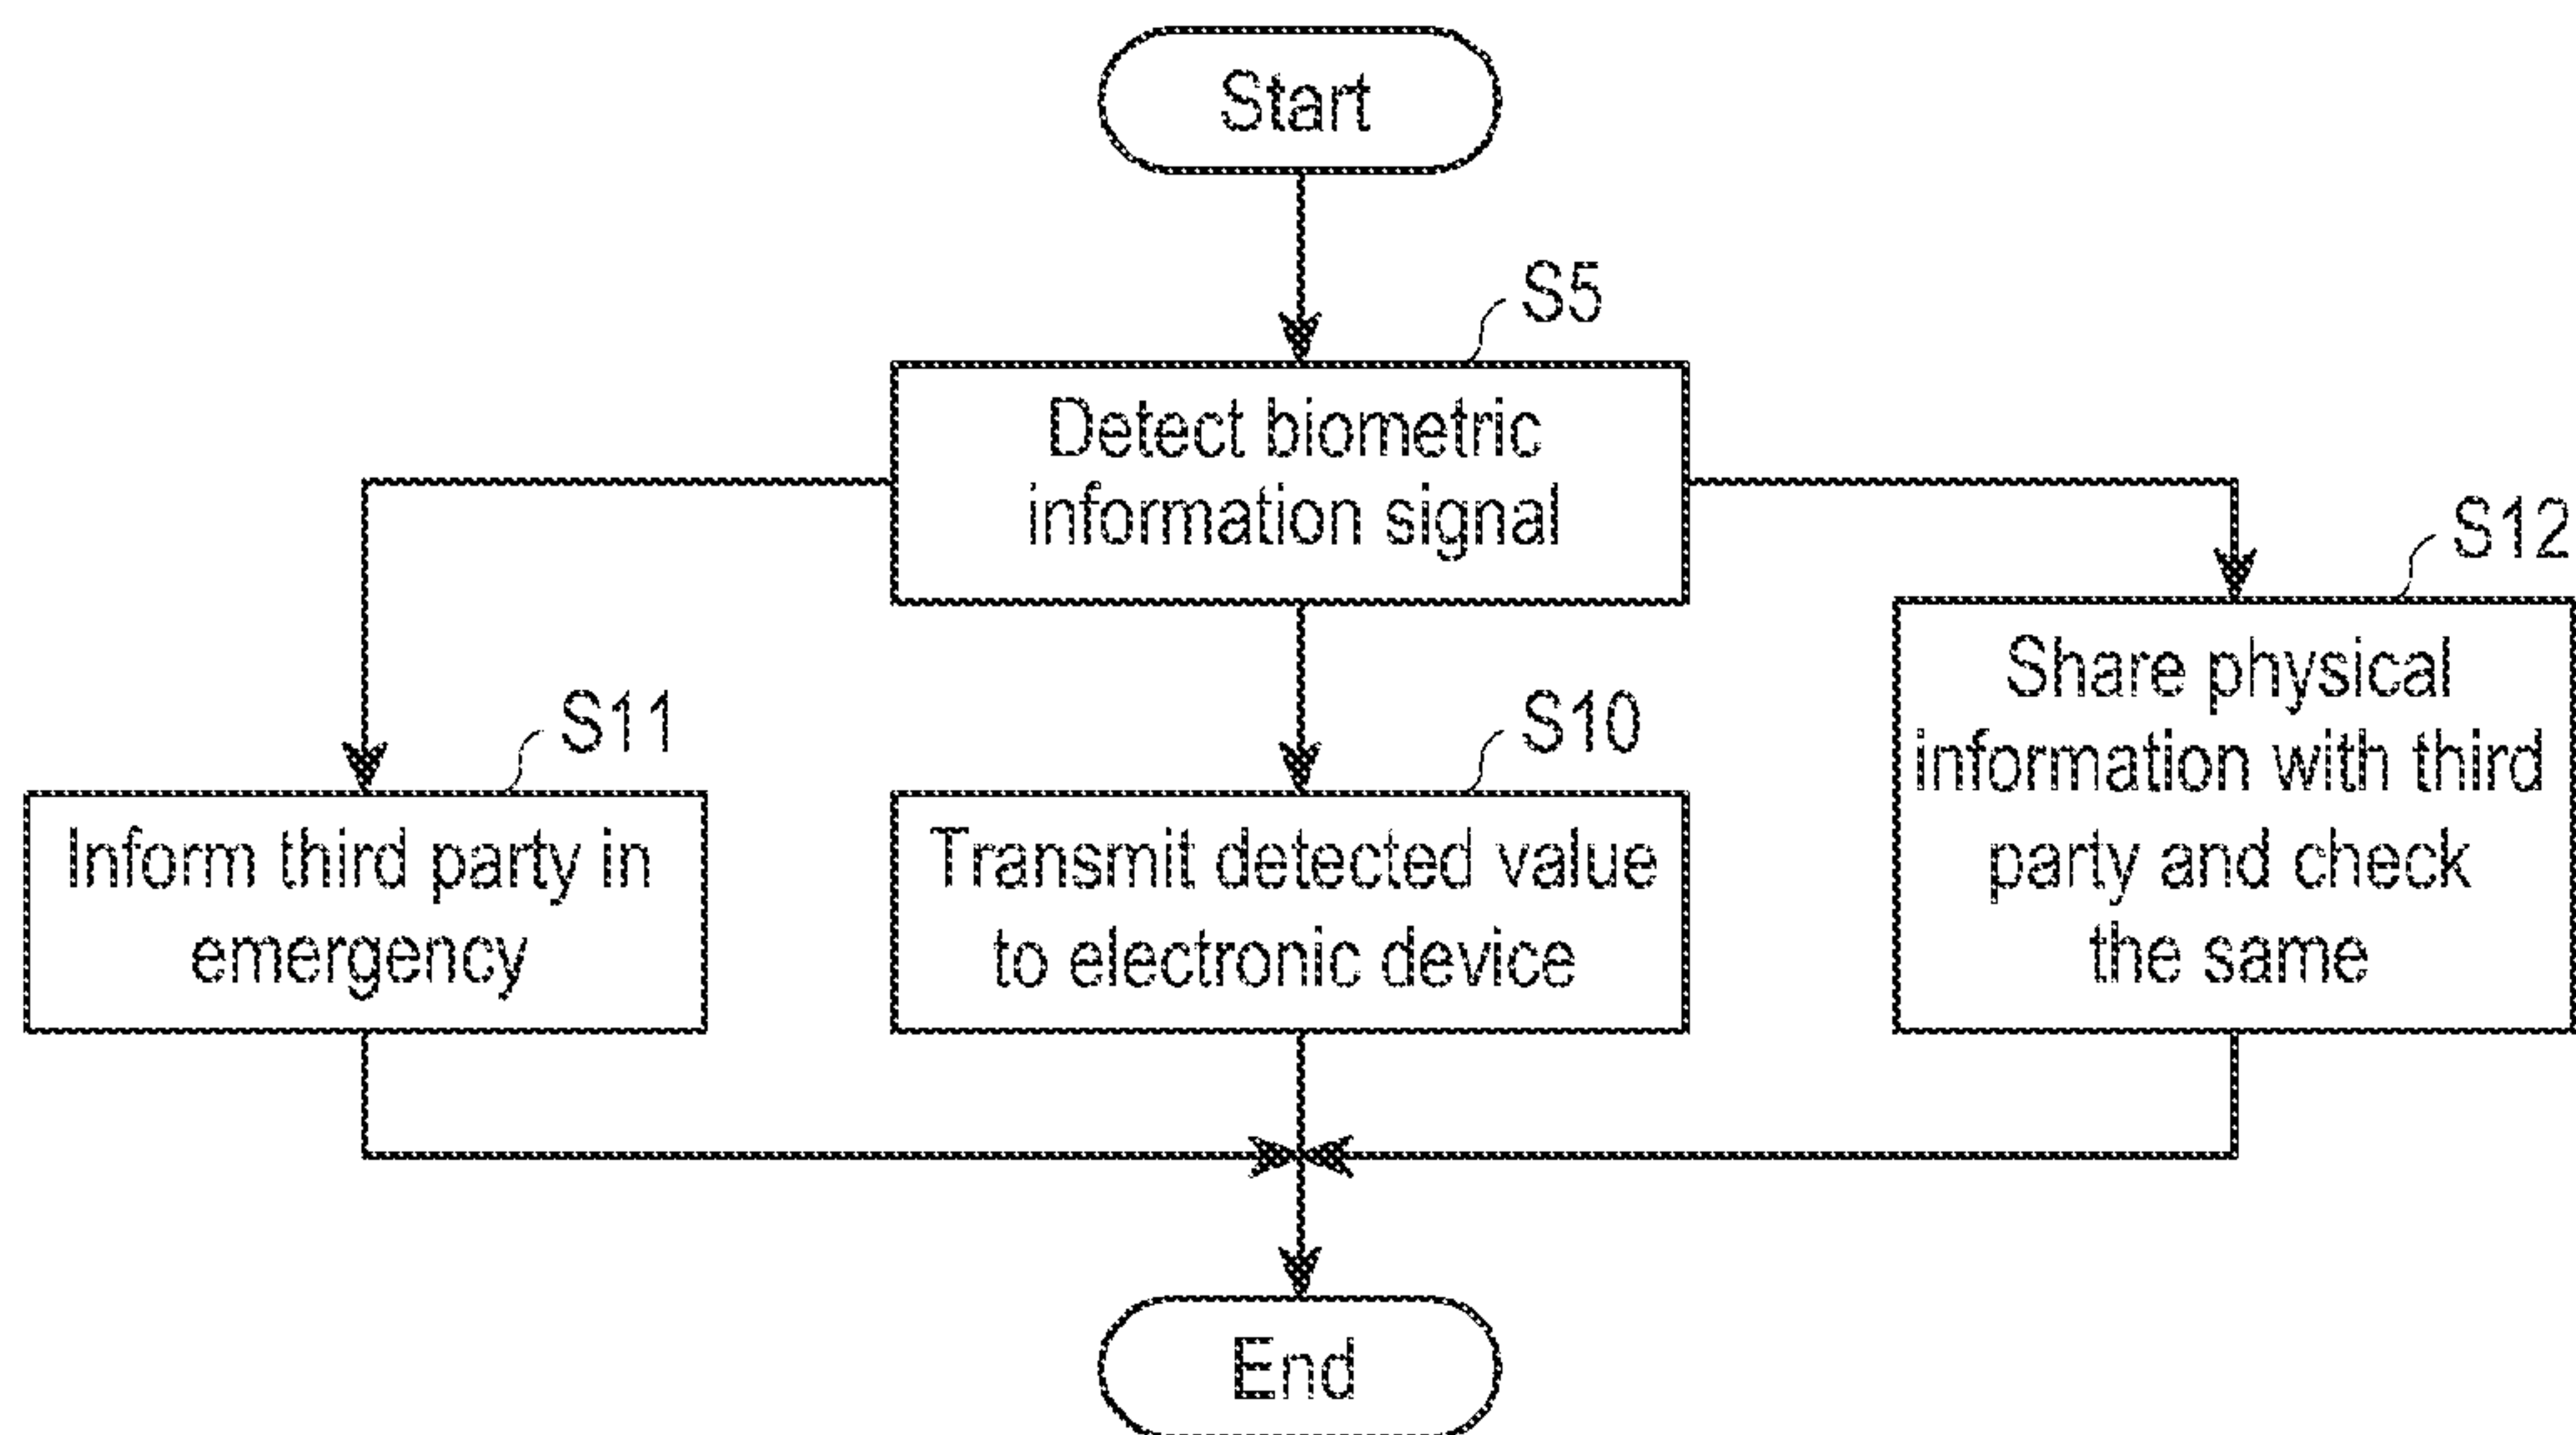 Start
S5
Detect biometric
information signal
S11
Inform third party in
emergency
S10
Transmit detected value
to electronic device
S12
Share physical
information with third
party and check
the same
End